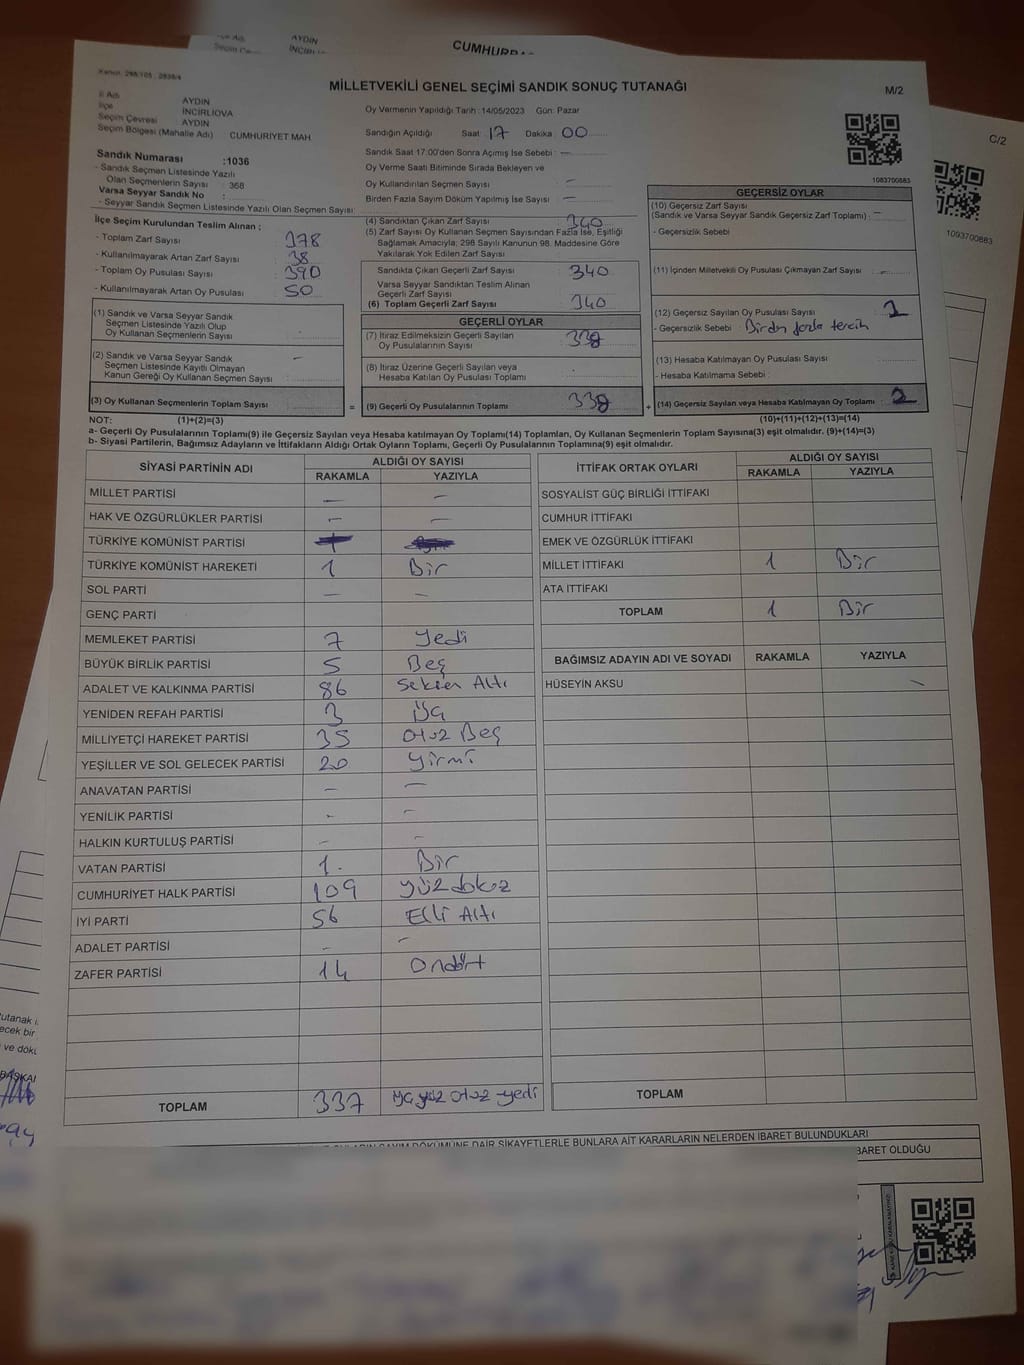 AYDIN
CUMHURBA
C/2
1093700883
Kanun: 298/105 ; 2839/4
MİLLETVEKİLİ GENEL SEÇİMİ SANDIK SONUÇ TUTANAĞI
M/2
İl Adı AYDIN
İlçe İNCİRLİOVA
Seçim Çevresi AYDIN
Seçim Bölgesi (Mahalle Adı) CUMHURİYET MAH
Oy Vermenin Yapıldığı Tarih : 14/05/2023 Gün: Pazar
Sandığın Açıldığı Saat 17 Dakika : 00
Sandık Saat 17:00'den Sonra Açmış İse Sebebi : —
Oy Verme Saati Bitiminde Sırada Bekleyen ve
Oy Kullandırılan Seçmen Sayısı : —
Birden Fazla Sayım Döküm Yapılmış İse Sayısı : —
1083700883
Sandık Numarası :1036
- Sandık Seçmen Listesinde Yazılı
Olan Seçmenlerin Sayısı : 368
Varsa Seyyar Sandık No :
- Seyyar Sandık Seçmen Listesinde Yazılı Olan Seçmen Sayısı :
İlçe Seçim Kurulundan Teslim Alınan ;
- Toplam Zarf Sayısı : 378
- Kullanılmayarak Artan Zarf Sayısı : 38
- Toplam Oy Pusulası Sayısı : 390
- Kullanılmayarak Artan Oy Pusulası : 50
(1) Sandık ve Varsa Seyyar Sandık
Seçmen Listesinde Yazılı Olup
Oy Kullanan Seçmenlerin Sayısı :
(2) Sandık ve Varsa Seyyar Sandık
Seçmen Listesinde Kayıtlı Olmayan
Kanun Gereği Oy Kullanan Seçmen Sayısı : —
(3) Oy Kullanan Seçmenlerin Toplam Sayısı :
NOT: (1)+(2)=(3)
(4) Sandıktan Çıkan Zarf Sayısı : 340
(5) Zarf Sayısı Oy Kullanan Seçmen Sayısından Fazla İse, Eşitliği
Sağlamak Amacıyla; 298 Sayılı Kanunun 98. Maddesine Göre
Yakılarak Yok Edilen Zarf Sayısı :
Sandıkta Çıkan Geçerli Zarf Sayısı : 340
Varsa Seyyar Sandıktan Teslim Alınan
Geçerli Zarf Sayısı :
(6) Toplam Geçerli Zarf Sayısı : 340
GEÇERLİ OYLAR
(7) İtiraz Edilmeksizin Geçerli Sayılan
Oy Pusulalarının Sayısı : 338
(8) İtiraz Üzerine Geçerli Sayılan veya
Hesaba Katılan Oy Pusulası Toplamı :
= (9) Geçerli Oy Pusulalarının Toplamı : 338
GEÇERSİZ OYLAR
(10) Geçersiz Zarf Sayısı
(Sandık ve Varsa Seyyar Sandık Geçersiz Zarf Toplamı) : —
- Geçersizlik Sebebi :
(11) İçinden Milletvekili Oy Pusulası Çıkmayan Zarf Sayısı : —
(12) Geçersiz Sayılan Oy Pusulası Sayısı : 2
- Geçersizlik Sebebi : Birden fazla tercih
(13) Hesaba Katılmayan Oy Pusulası Sayısı :
- Hesaba Katılmama Sebebi :
+ (14) Geçersiz Sayılan veya Hesaba Katılmayan Oy Toplamı : 2
(10)+(11)+(12)+(13)=(14)
a- Geçerli Oy Pusulalarının Toplamı(9) ile Geçersiz Sayılan veya Hesaba katılmayan Oy Toplamı(14) Toplamları, Oy Kullanan Seçmenlerin Toplam Sayısına(3) eşit olmalıdır. (9)+(14)=(3)
b- Siyasi Partilerin, Bağımsız Adayların ve İttifakların Aldığı Ortak Oyların Toplamı, Geçerli Oy Pusulalarının Toplamına(9) eşit olmalıdır.
SİYASİ PARTİNİN ADI ALDIĞI OY SAYISI
RAKAMLA YAZIYLA
MİLLET PARTİSİ — —
HAK VE ÖZGÜRLÜKLER PARTİSİ — —
TÜRKİYE KOMÜNİST PARTİSİ
TÜRKİYE KOMÜNİST HAREKETİ 1 Bir
SOL PARTİ — —
GENÇ PARTİ
MEMLEKET PARTİSİ 7 Yedi
BÜYÜK BİRLİK PARTİSİ 5 Beş
ADALET VE KALKINMA PARTİSİ 86 Seksen Altı
YENİDEN REFAH PARTİSİ 3 Üç
MİLLİYETÇİ HAREKET PARTİSİ 35 Otuz Beş
YEŞİLLER VE SOL GELECEK PARTİSİ 20 Yirmi
ANAVATAN PARTİSİ — —
YENİLİK PARTİSİ - —
HALKIN KURTULUŞ PARTİSİ — —
VATAN PARTİSİ 1. Bir
CUMHURİYET HALK PARTİSİ 109 Yüz dokuz
İYİ PARTİ 56 Elli Altı
ADALET PARTİSİ — —
ZAFER PARTİSİ 14 Ondört
TOPLAM 337 Üç yüz otuz yedi
İTTİFAK ORTAK OYLARI ALDIĞI OY SAYISI
RAKAMLA YAZIYLA
SOSYALİST GÜÇ BİRLİĞİ İTTİFAKI
CUMHUR İTTİFAKI
EMEK VE ÖZGÜRLÜK İTTİFAKI
MİLLET İTTİFAKI 1 Bir
ATA İTTİFAKI
TOPLAM 1 Bir
BAĞIMSIZ ADAYIN ADI VE SOYADI RAKAMLA YAZIYLA
HÜSEYİN AKSU —
TOPLAM
SAYIM DÖKÜMÜNE DAİR ŞİKAYETLERLE BUNLARA AİT KARARLARIN NELERDEN İBARET BULUNDUKLARI
İBARET OLDUĞU